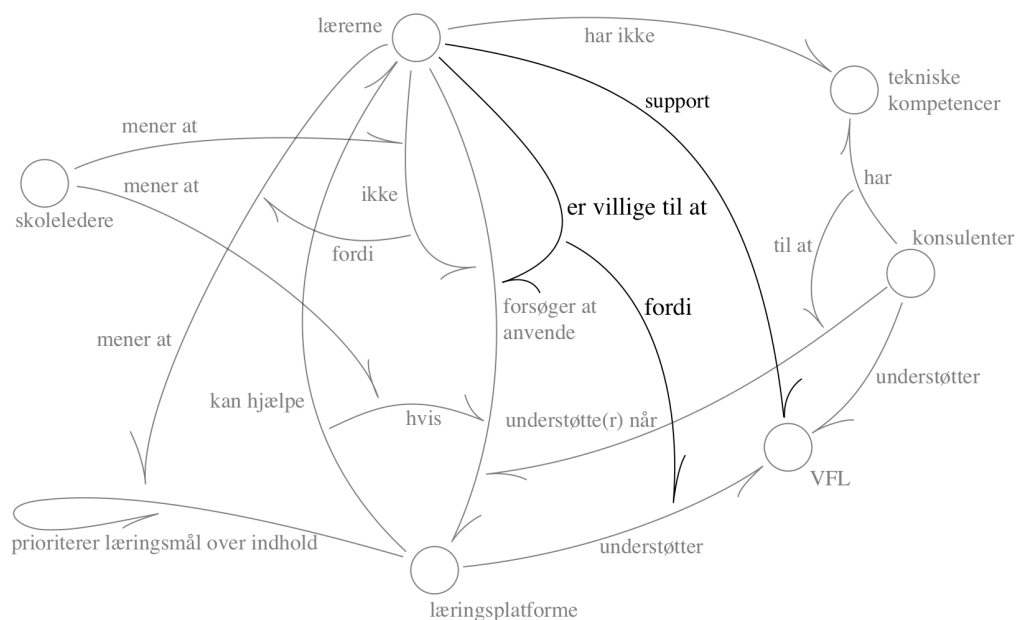 lærerne
har ikke
tekniske
kompetencer
support
mener at
mener at
har
skoleledere
ikke
er villige til at
fordi
til at
konsulenter
forsøger at
anvende
fordi
mener at
understøtter
kan hjælpe
hvis
understøtte(r) når
VFL
prioriterer læringsmål over indhold
understøtter
læringsplatforme